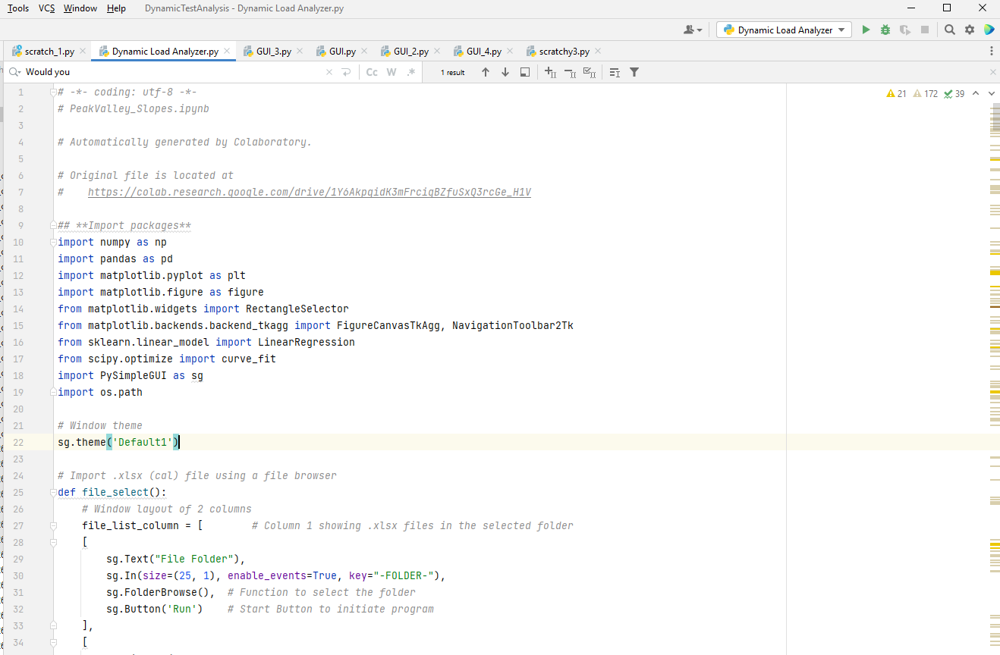 Tools VCS Window Help DynamicTestAnalysis - Dynamic Load Analyzer.py
Dynamic Load Analyzer
scratch_1.py Dynamic Load Analyzer.py GUI_3.py GUI.py GUI_2.py GUI_4.py scratchy3.py
Would you Cc W .* 1 result
21 172 39
1 # -*- coding: utf-8 -*-
2 # PeakValley_Slopes.ipynb
3
4 # Automatically generated by Colaboratory.
5
6 # Original file is located at
7 # https://colab.research.google.com/drive/1Y6AkpqidK3mFrciqBZfuSxQ3rcGe_H1V
8
9 ## **Import packages**
10 import numpy as np
11 import pandas as pd
12 import matplotlib.pyplot as plt
13 import matplotlib.figure as figure
14 from matplotlib.widgets import RectangleSelector
15 from matplotlib.backends.backend_tkagg import FigureCanvasTkAgg, NavigationToolbar2Tk
16 from sklearn.linear_model import LinearRegression
17 from scipy.optimize import curve_fit
18 import PySimpleGUI as sg
19 import os.path
20
21 # Window theme
22 sg.theme('Default1')
23
24 # Import .xlsx (cal) file using a file browser
25 def file_select():
26 # Window layout of 2 columns
27 file_list_column = [ # Column 1 showing .xlsx files in the selected folder
28 [
29 sg.Text("File Folder"),
30 sg.In(size=(25, 1), enable_events=True, key="-FOLDER-"),
31 sg.FolderBrowse(), # Function to select the folder
32 sg.Button('Run') # Start Button to initiate program
33 ],
34 [